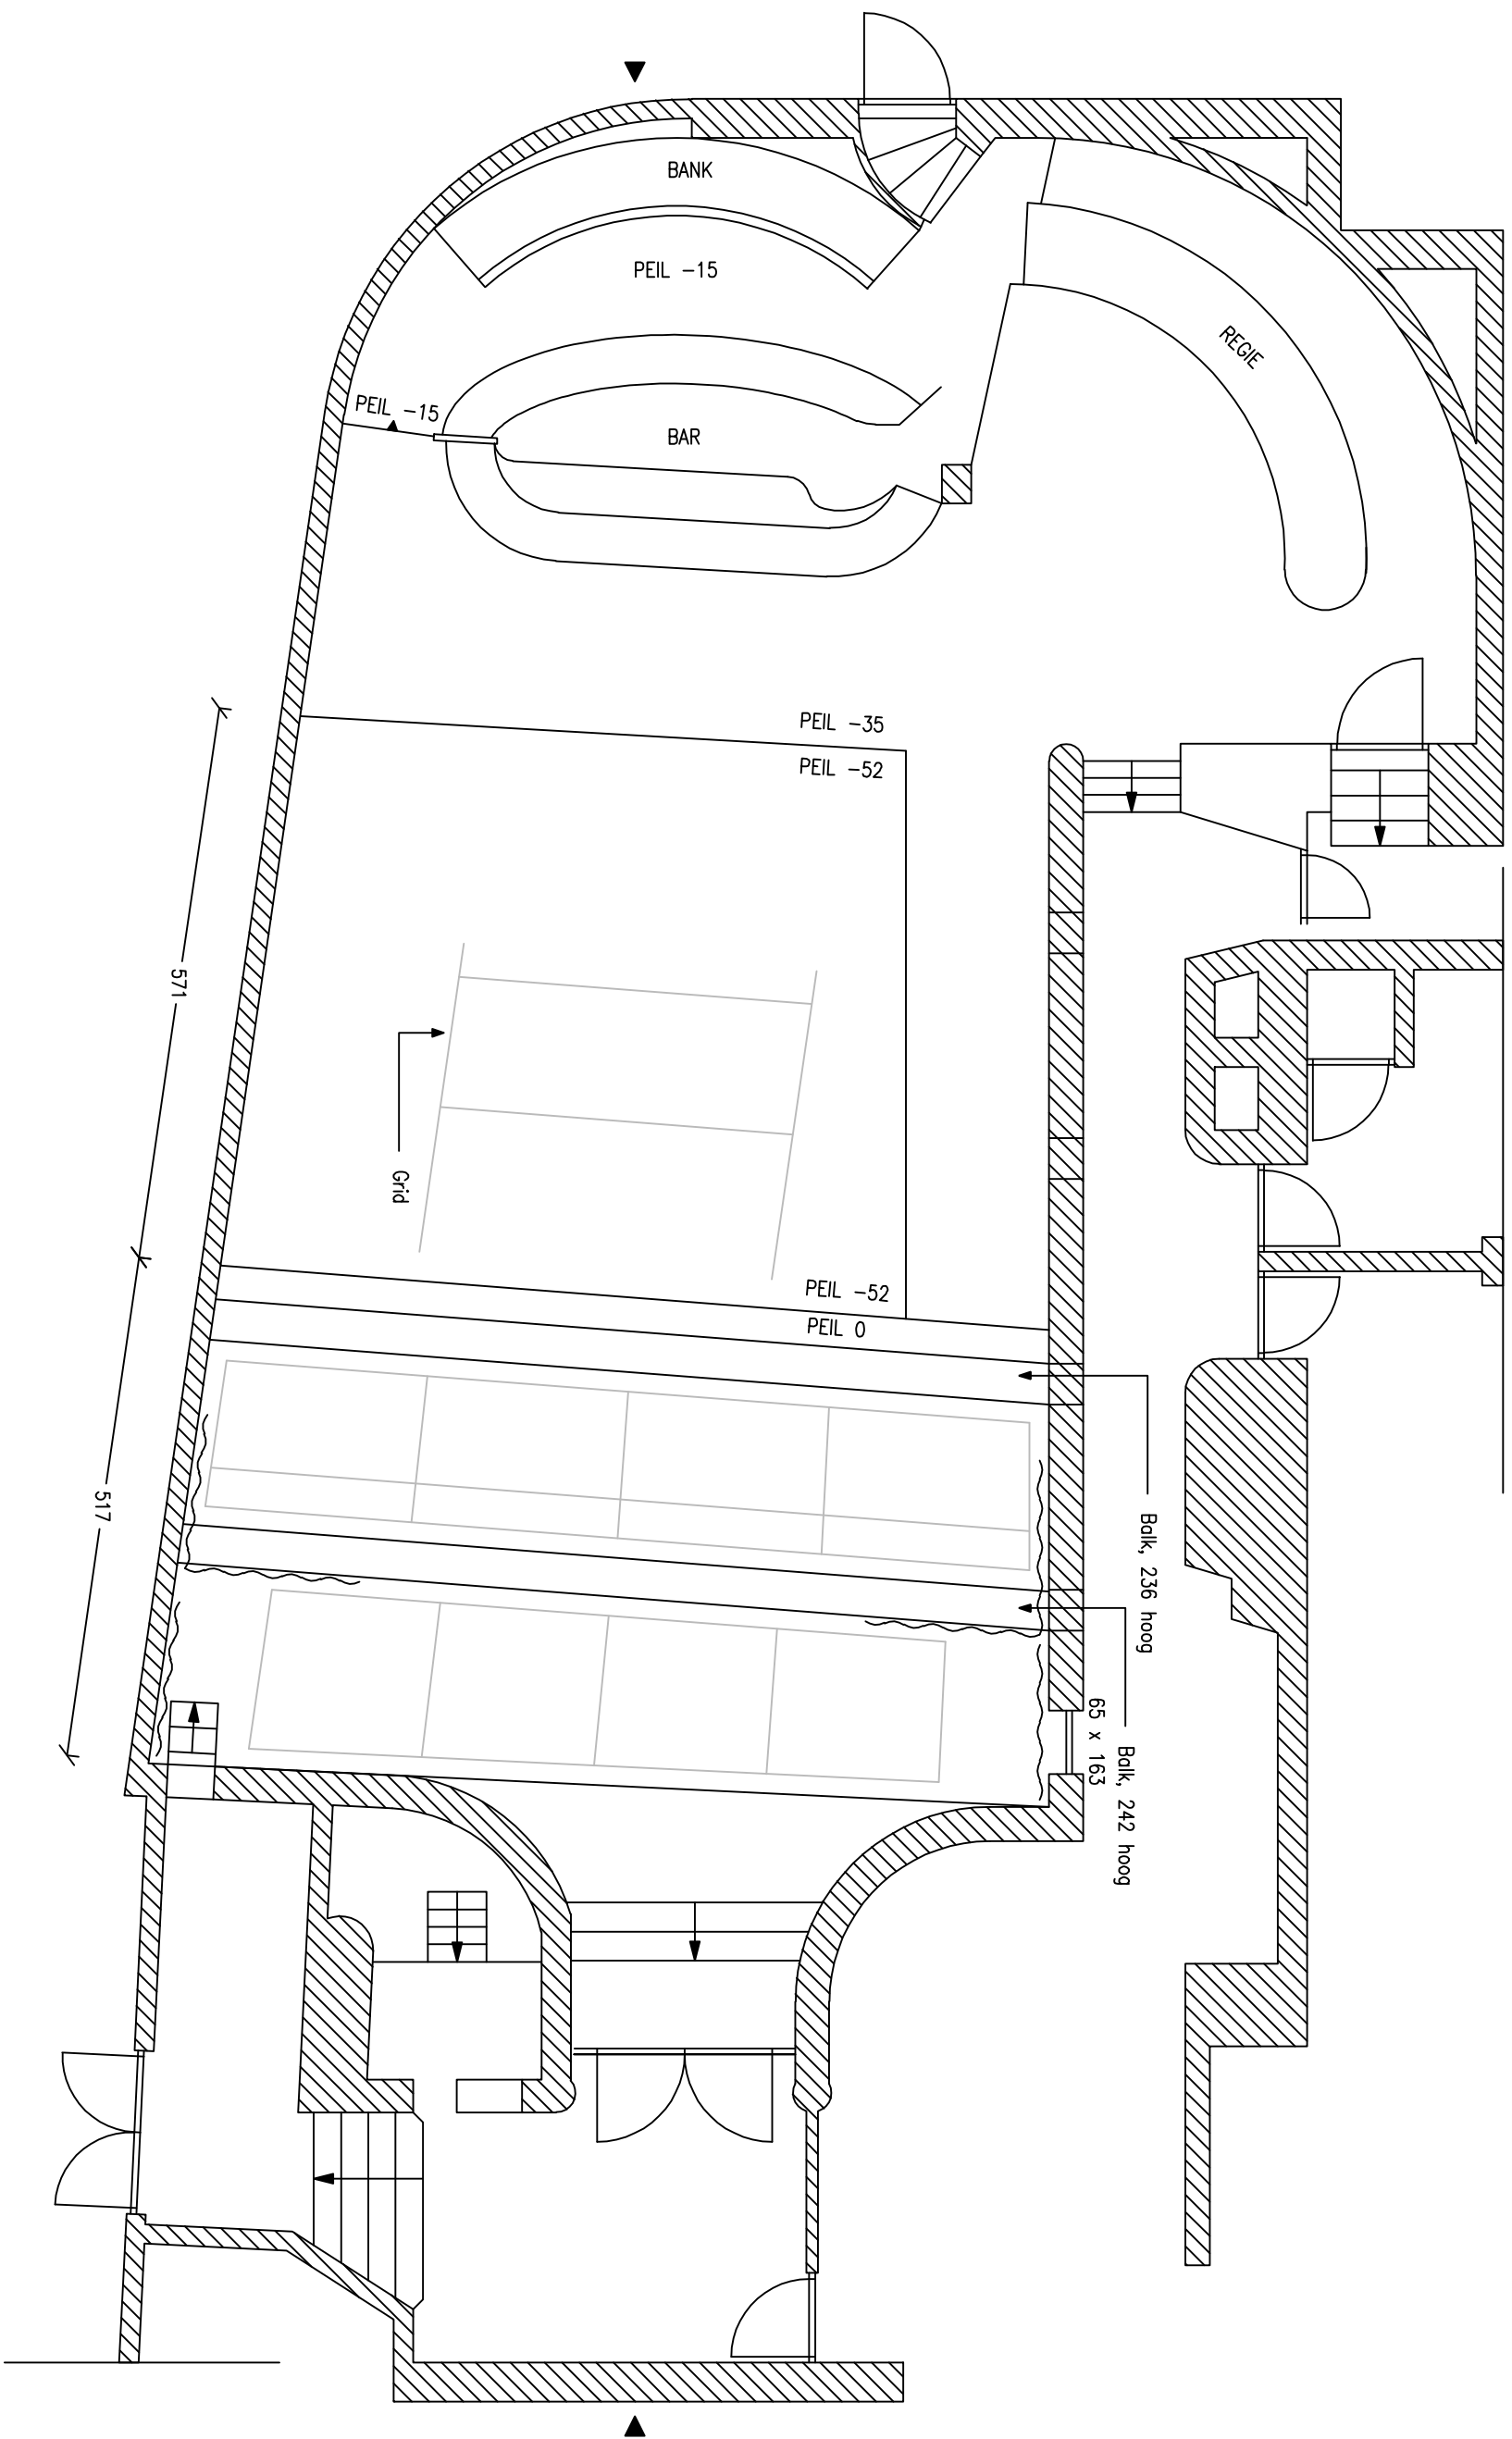 BANK
PEIL -15
REGIE
PEIL -15
BAR
PEIL -35
PEIL -52
571
Grid
PEIL -52
PEIL 0
517
Balk, 236 hoog
65 x 163
Balk, 242 hoog